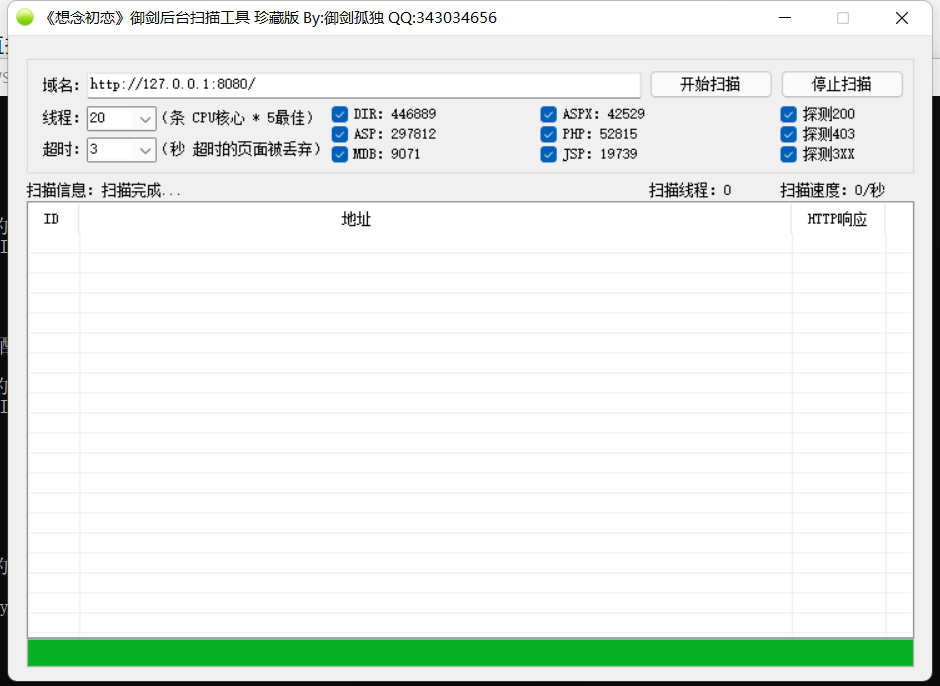 《想念初恋》御剑后台扫描工具 珍藏版 By:御剑孤独 QQ:343034656
域名: http://127.0.0.1:8080/ 开始扫描 停止扫描
线程: 20 (条 CPU核心 * 5最佳) DIR: 446889 ASPX: 42529 探测200
ASP: 297812 PHP: 52815 探测403
超时: 3 (秒 超时的页面被丢弃) MDB: 9071 JSP: 19739 探测3XX
扫描信息: 扫描完成... 扫描线程: 0 扫描速度: 0/秒
ID 地址 HTTP响应